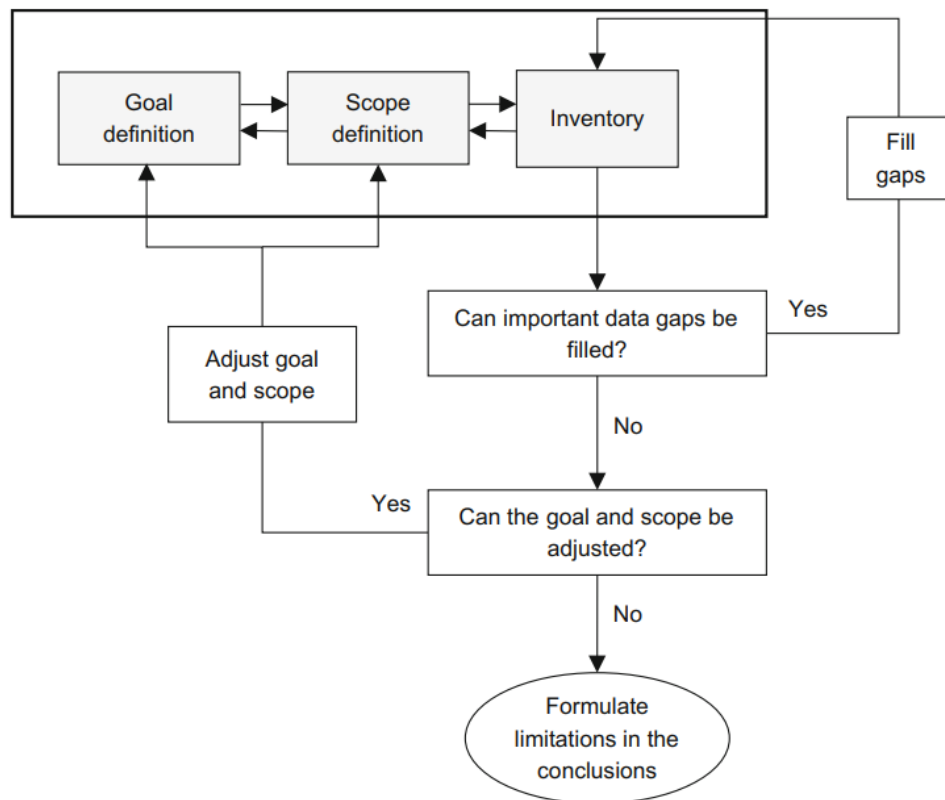 Goal
definition
Scope
definition
Inventory
Fill
gaps
Can important data gaps be
filled?
Yes
Adjust goal
and scope
No
Yes
Can the goal and scope be
adjusted?
No
Formulate
limitations in the
conclusions